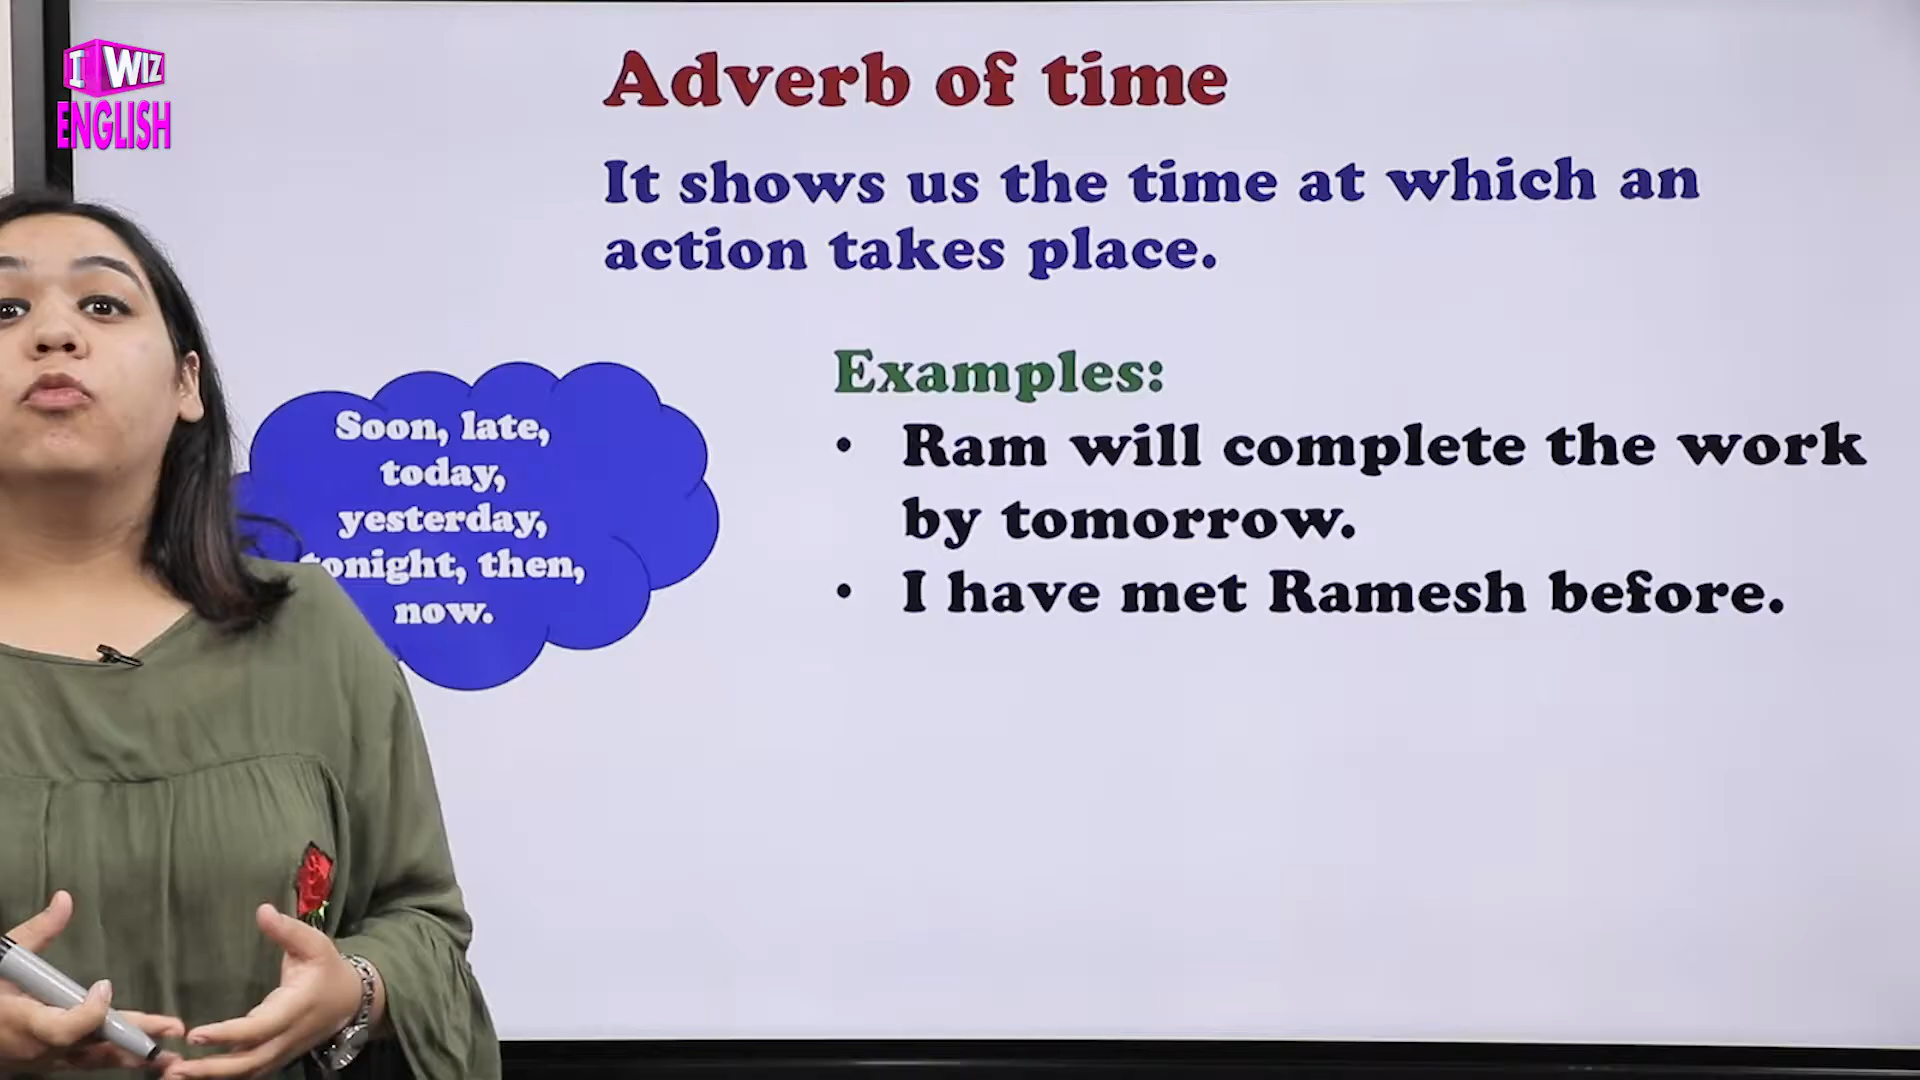 I WIZ
ENGLISH
Adverb of time
It shows us the time at which an
action takes place.
Soon, late,
today,
yesterday,
tonight, then,
now.
Examples:
• Ram will complete the work
by tomorrow.
• I have met Ramesh before.